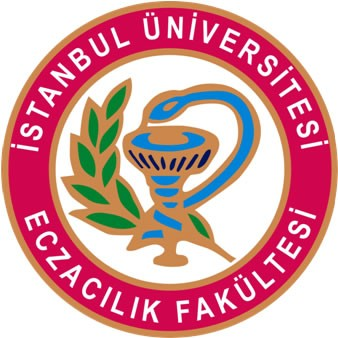 İSTANBUL ÜNİVERSİTESİ
ECZACILIK FAKÜLTESİ